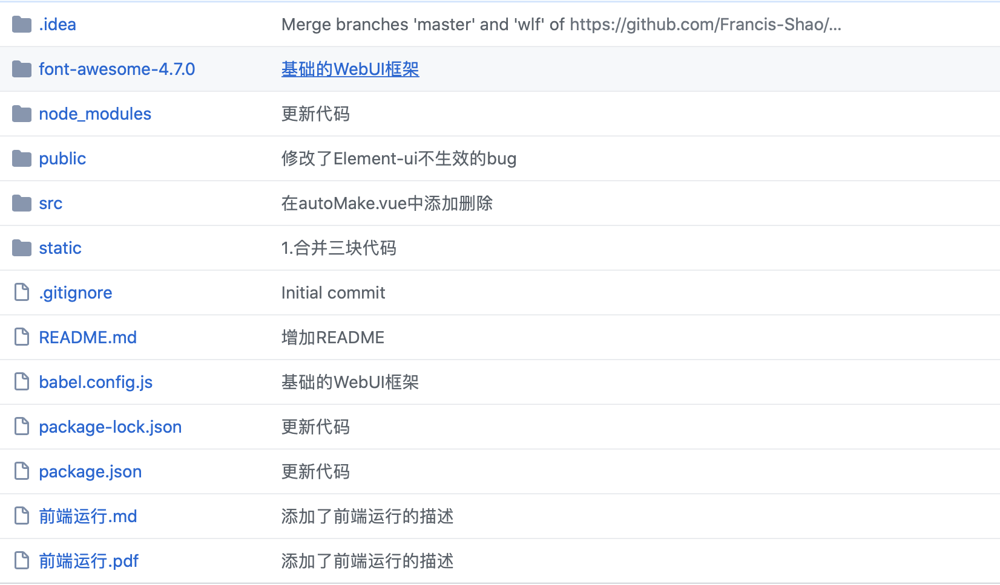 .idea Merge branches 'master' and 'wlf' of https://github.com/Francis-Shao/...
font-awesome-4.7.0 基础的WebUI框架
node_modules 更新代码
public 修改了Element-ui不生效的bug
src 在autoMake.vue中添加删除
static 1.合并三块代码
.gitignore Initial commit
README.md 增加README
babel.config.js 基础的WebUI框架
package-lock.json 更新代码
package.json 更新代码
前端运行.md 添加了前端运行的描述
前端运行.pdf 添加了前端运行的描述